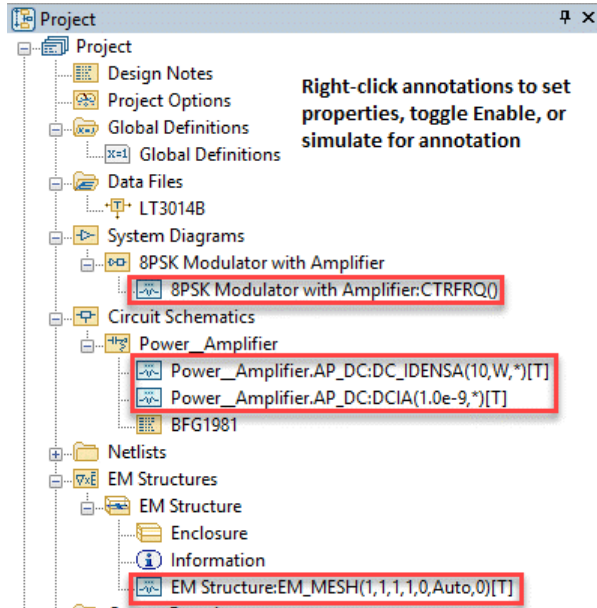 Project
Project
Design Notes
Project Options
Global Definitions
x=1 Global Definitions
Data Files
T LT3014B
System Diagrams
8PSK Modulator with Amplifier
8PSK Modulator with Amplifier:CTRFRQ()
Circuit Schematics
Power__Amplifier
Power__Amplifier.AP_DC:DC_IDENSA(10,W,*)[T]
Power__Amplifier.AP_DC:DCIA(1.0e-9,*)[T]
BFG1981
Netlists
EM Structures
EM Structure
Enclosure
Information
EM Structure:EM_MESH(1,1,1,1,0,Auto,0)[T]
Right-click annotations to set
properties, toggle Enable, or
simulate for annotation